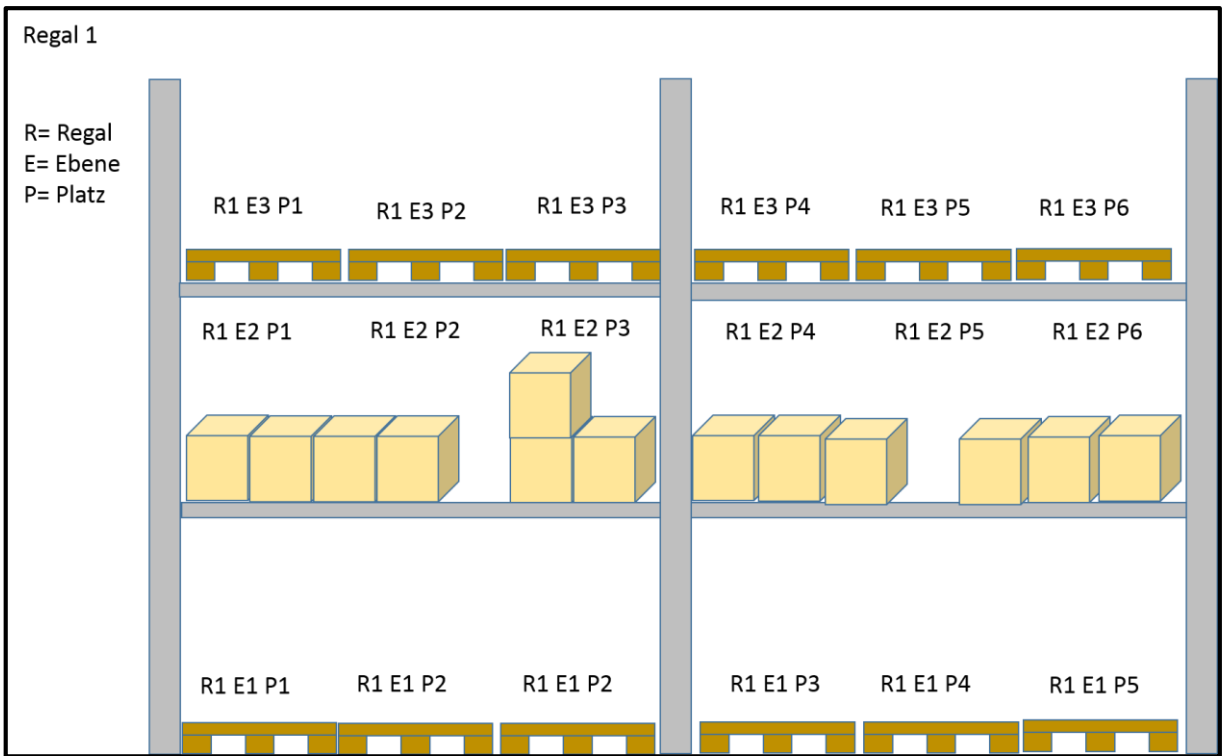 Regal 1
R= Regal
E= Ebene
P= Platz
R1 E3 P1 R1 E3 P2 R1 E3 P3 R1 E3 P4 R1 E3 P5 R1 E3 P6
R1 E2 P1 R1 E2 P2 R1 E2 P3 R1 E2 P4 R1 E2 P5 R1 E2 P6
R1 E1 P1 R1 E1 P2 R1 E1 P2 R1 E1 P3 R1 E1 P4 R1 E1 P5